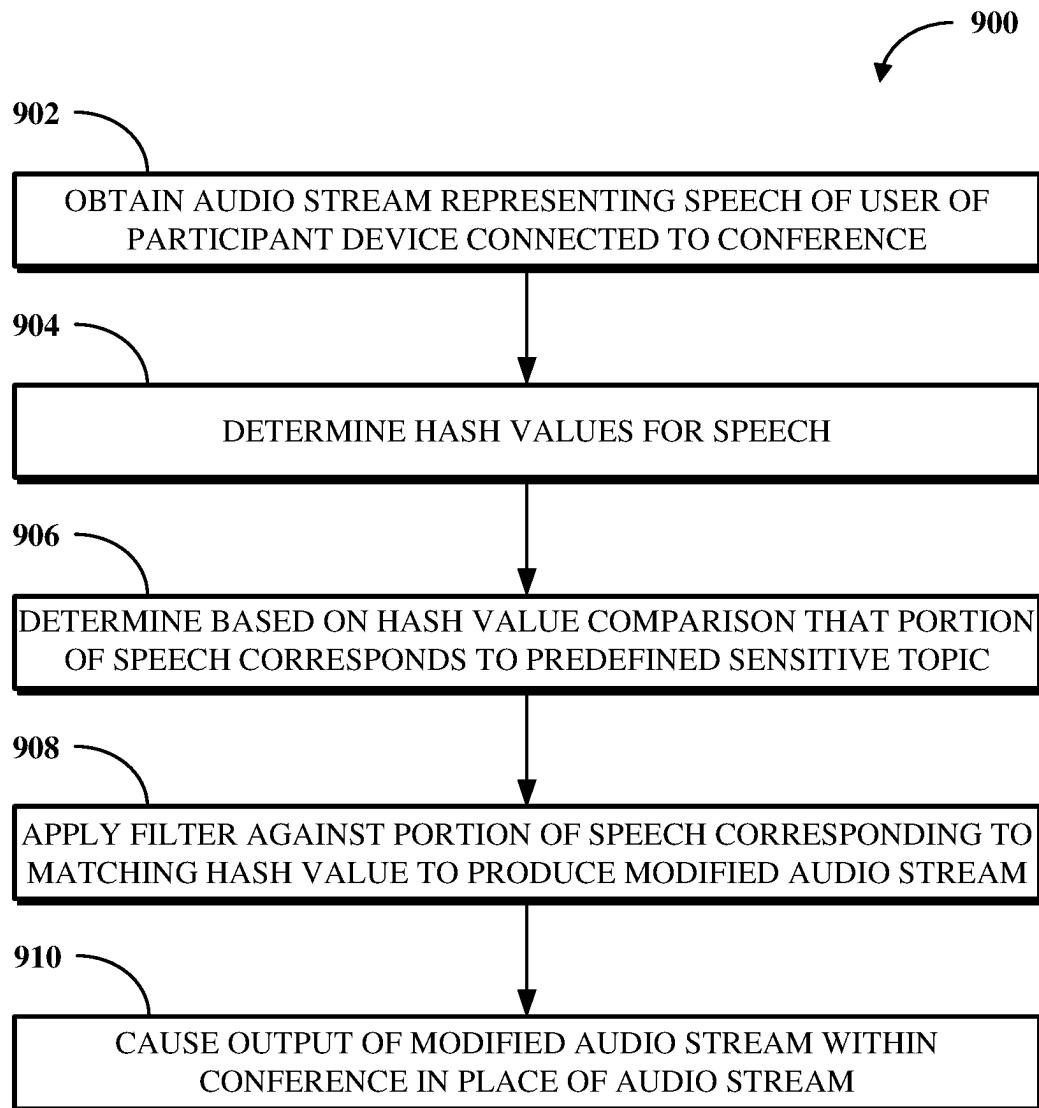 900
902
OBTAIN AUDIO STREAM REPRESENTING SPEECH OF USER OF
PARTICIPANT DEVICE CONNECTED TO CONFERENCE
904
DETERMINE HASH VALUES FOR SPEECH
906
DETERMINE BASED ON HASH VALUE COMPARISON THAT PORTION
OF SPEECH CORRESPONDS TO PREDEFINED SENSITIVE TOPIC
908
APPLY FILTER AGAINST PORTION OF SPEECH CORRESPONDING TO
MATCHING HASH VALUE TO PRODUCE MODIFIED AUDIO STREAM
910
CAUSE OUTPUT OF MODIFIED AUDIO STREAM WITHIN
CONFERENCE IN PLACE OF AUDIO STREAM